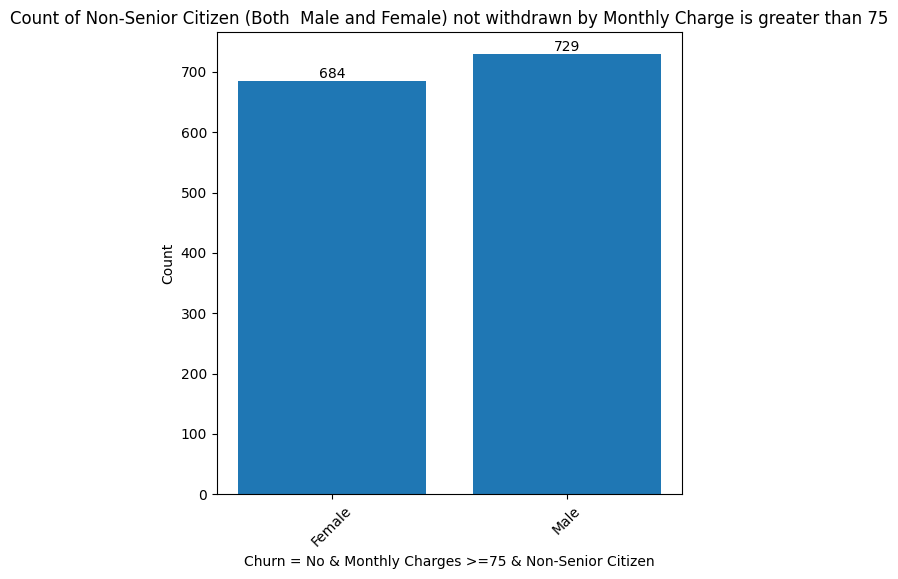 Count of Non-Senior Citizen (Both  Male and Female) not withdrawn by Monthly Charge is greater than 75
729
684
700
600
500
400
300
200
100
0
Count
Female
Male
Churn = No & Monthly Charges >=75 & Non-Senior Citizen